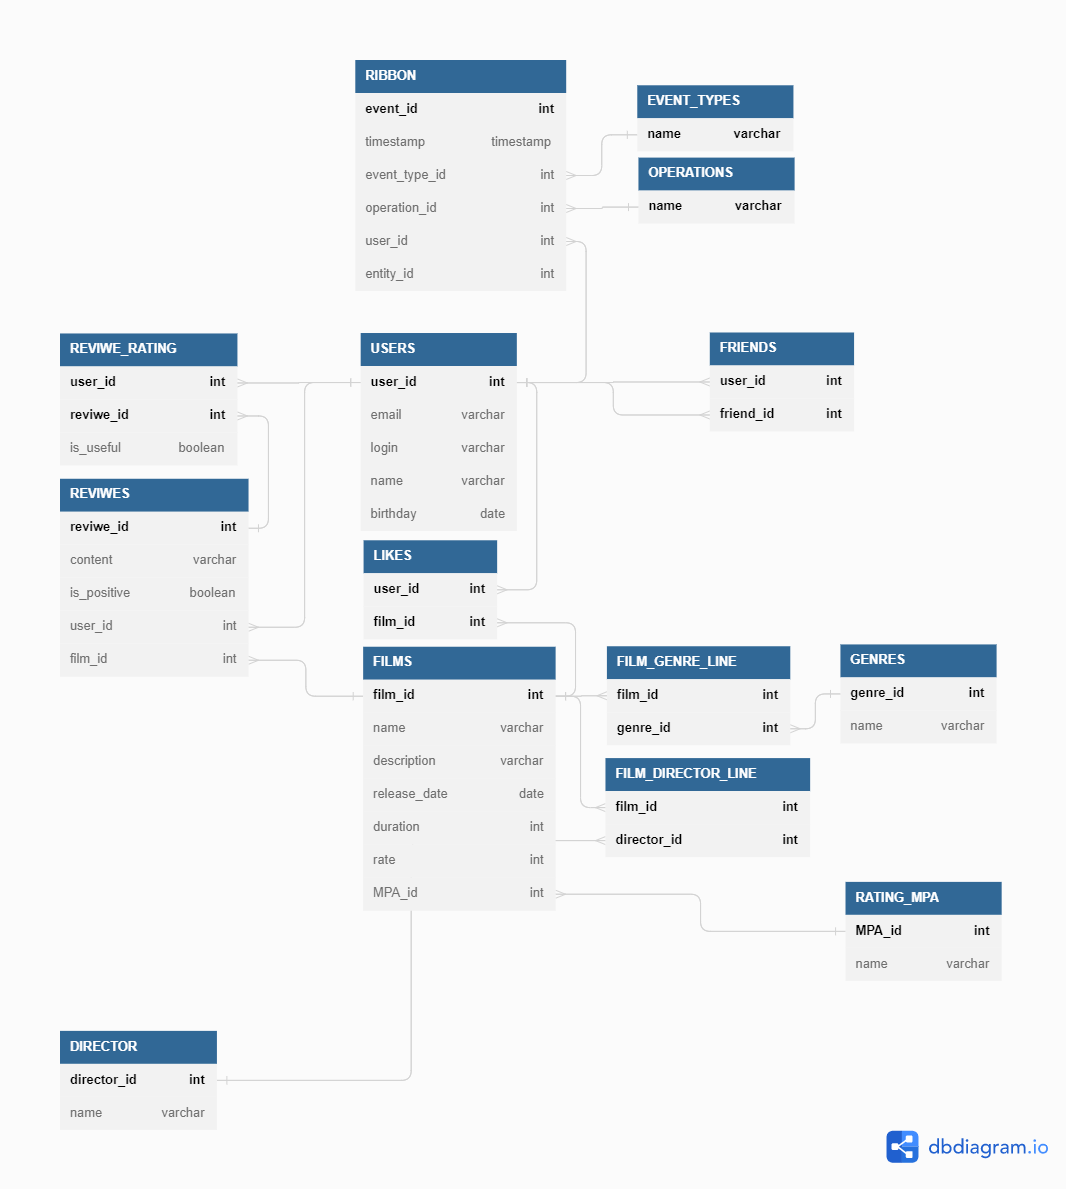 RIBBON
event_id int
timestamp timestamp
event_type_id int
operation_id int
user_id int
entity_id int
EVENT_TYPES
name varchar
OPERATIONS
name varchar
REVIWE_RATING
user_id int
reviwe_id int
is_useful boolean
USERS
user_id int
email varchar
login varchar
name varchar
birthday date
FRIENDS
user_id int
friend_id int
REVIWES
reviwe_id int
content varchar
is_positive boolean
user_id int
film_id int
LIKES
user_id int
film_id int
FILMS
film_id int
name varchar
description varchar
release_date date
duration int
rate int
MPA_id int
FILM_GENRE_LINE
film_id int
genre_id int
GENRES
genre_id int
name varchar
FILM_DIRECTOR_LINE
film_id int
director_id int
RATING_MPA
MPA_id int
name varchar
DIRECTOR
director_id int
name varchar
dbdiagram.io